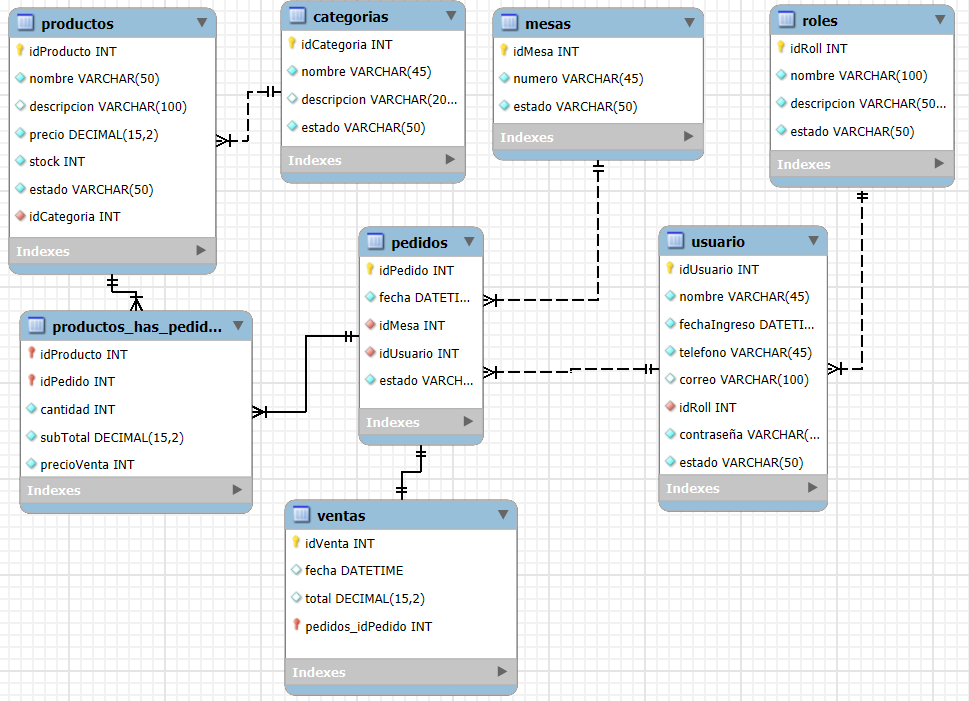 productos
idProducto INT
nombre VARCHAR(50)
descripcion VARCHAR(100)
precio DECIMAL(15,2)
stock INT
estado VARCHAR(50)
idCategoria INT
Indexes
categorias
idCategoria INT
nombre VARCHAR(45)
descripcion VARCHAR(20...
estado VARCHAR(50)
Indexes
mesas
idMesa INT
numero VARCHAR(45)
estado VARCHAR(50)
Indexes
roles
idRoll INT
nombre VARCHAR(100)
descripcion VARCHAR(50...
estado VARCHAR(50)
Indexes
pedidos
idPedido INT
fecha DATETI...
idMesa INT
idUsuario INT
estado VARCH...
Indexes
usuario
idUsuario INT
nombre VARCHAR(45)
fechaIngreso DATETI...
telefono VARCHAR(45)
correo VARCHAR(100)
idRoll INT
contraseña VARCHAR(...
estado VARCHAR(50)
Indexes
productos_has_pedid...
idProducto INT
idPedido INT
cantidad INT
subTotal DECIMAL(15,2)
precioVenta INT
Indexes
ventas
idVenta INT
fecha DATETIME
total DECIMAL(15,2)
pedidos_idPedido INT
Indexes